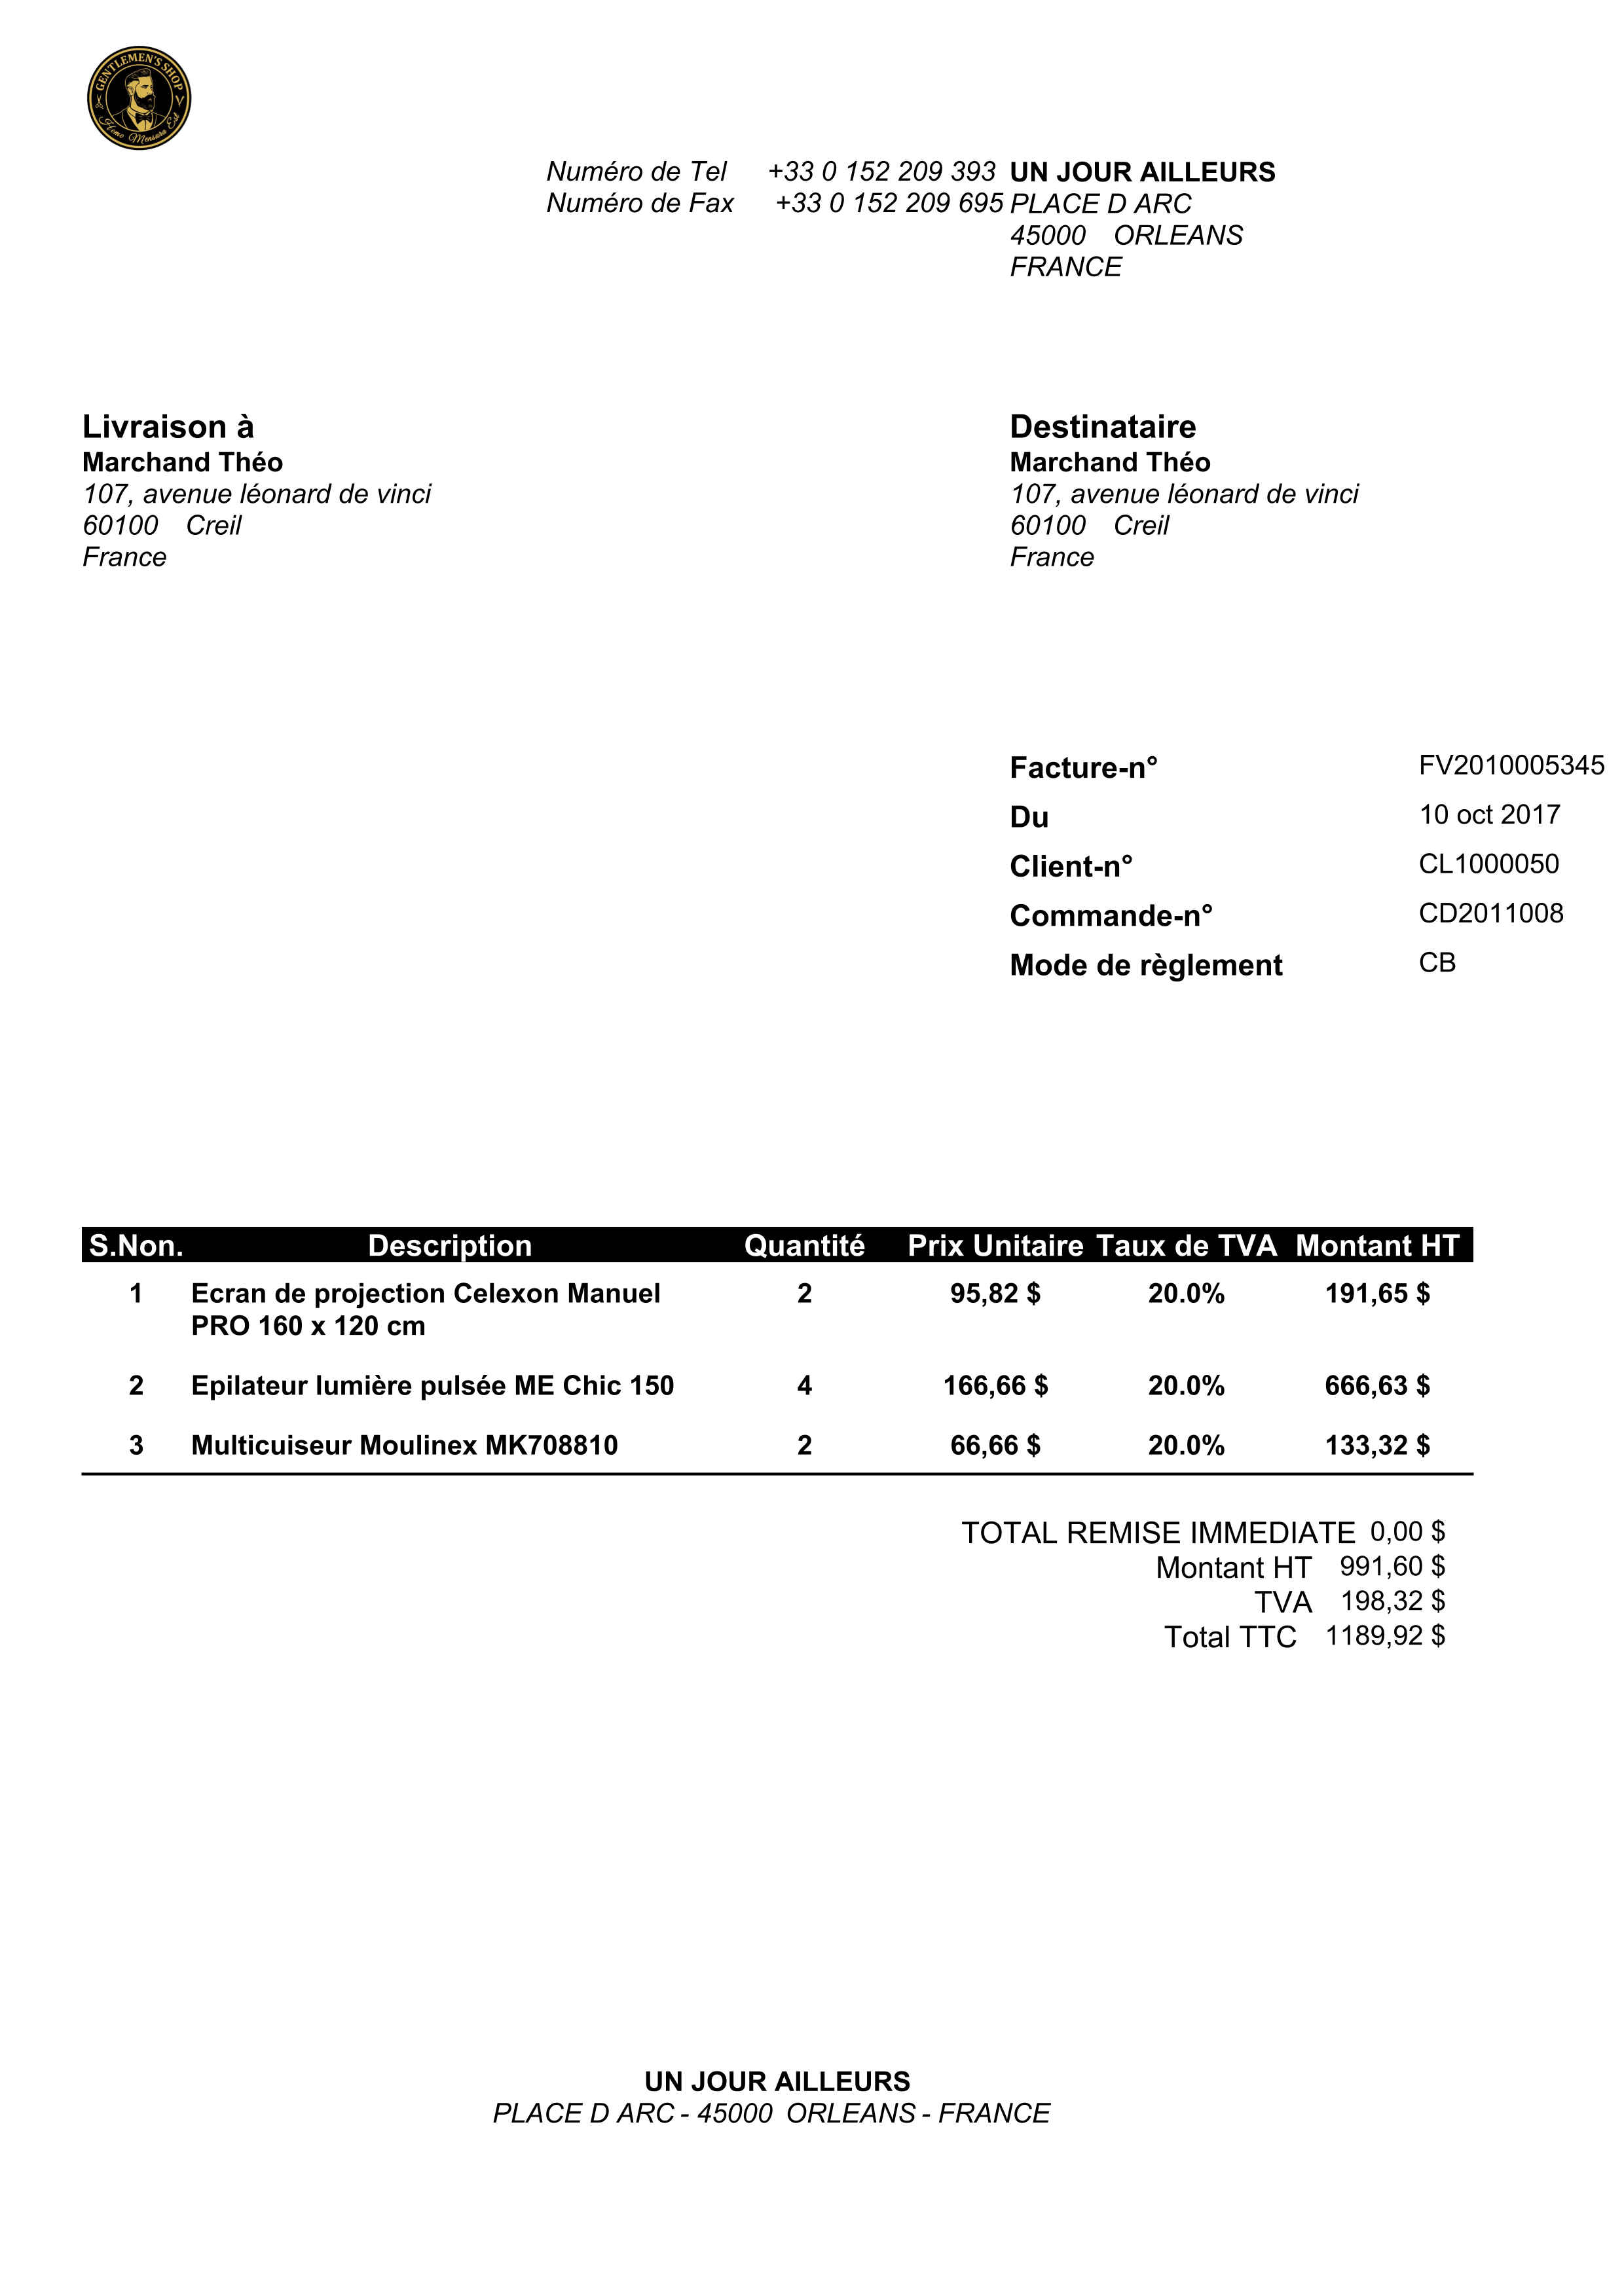 GENTLEMEN'S SHOP
Home Mensara Est
Numéro de Tel +33 0 152 209 393 UN JOUR AILLEURS
Numéro de Fax +33 0 152 209 695 PLACE D ARC
45000 ORLEANS
FRANCE
Livraison à Destinataire
Marchand Théo Marchand Théo
107, avenue léonard de vinci 107, avenue léonard de vinci
60100 Creil 60100 Creil
France France
Facture-n° FV2010005345
Du 10 oct 2017
Client-n° CL1000050
Commande-n° CD2011008
Mode de règlement CB
S.Non. Description Quantité Prix Unitaire Taux de TVA Montant HT
1 Ecran de projection Celexon Manuel 2 95,82 $ 20.0% 191,65 $
PRO 160 x 120 cm
2 Epilateur lumière pulsée ME Chic 150 4 166,66 $ 20.0% 666,63 $
3 Multicuiseur Moulinex MK708810 2 66,66 $ 20.0% 133,32 $
TOTAL REMISE IMMEDIATE 0,00 $
Montant HT 991,60 $
TVA 198,32 $
Total TTC 1189,92 $
UN JOUR AILLEURS
PLACE D ARC - 45000 ORLEANS - FRANCE